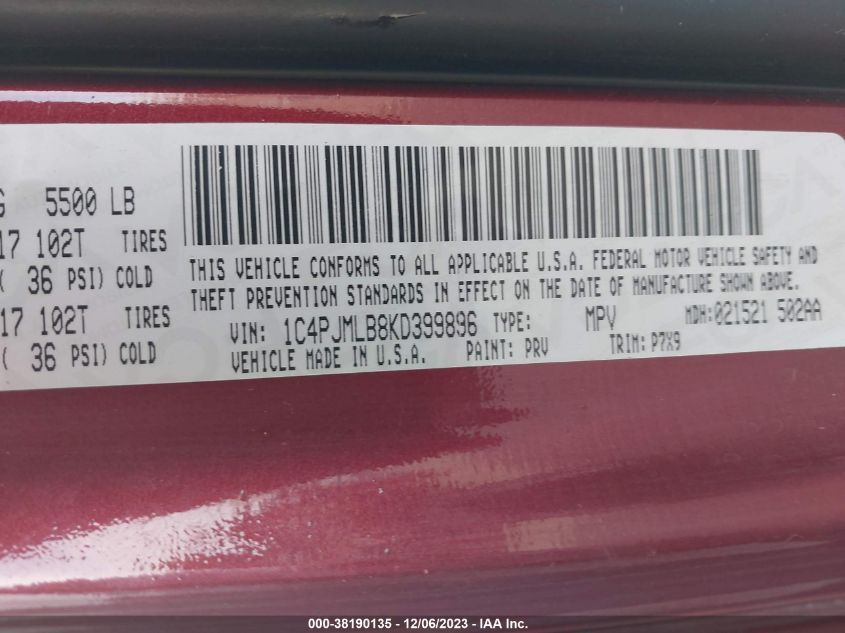 G 5500 LB
17 102T TIRES
( 36 PSI) COLD
17 102T TIRES
( 36 PSI) COLD
THIS VEHICLE CONFORMS TO ALL APPLICABLE U.S.A. FEDERAL MOTOR VEHICLE SAFETY AND
THEFT PREVENTION STANDARDS IN EFFECT ON THE DATE OF MANUFACTURE SHOWN ABOVE.
VIN: 1C4PJMLB8KD399896 TYPE: MPV MDH:021521 502AA
VEHICLE MADE IN U.S.A. PAINT: PRV TRIM: P7X9
000-38190135 - 12/06/2023 - IAA Inc.